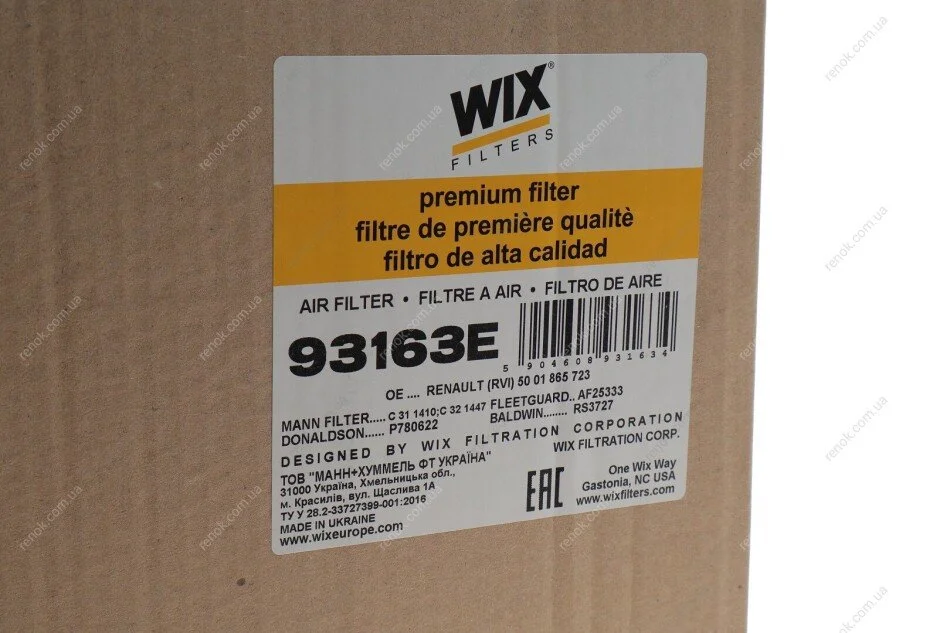 WIX®
FILTERS
premium filter
filtre de première qualitè
filtro de alta calidad
AIR FILTER • FILTRE A AIR • FILTRO DE AIRE
93163E
5 904608 931634
OE .... RENAULT (RVI) 50 01 865 723
MANN FILTER..... C 31 1410;C 32 1447 FLEETGUARD.. AF25333
DONALDSON...... P780622 BALDWIN........ RS3727
DESIGNED BY WIX FILTRATION CORPORATION
ТОВ "МАНН+ХУММЕЛЬ ФТ УКРАЇНА"
31000 Україна, Хмельницька обл.,
м. Красилів, вул. Щаслива 1А
ТУ У 28.2-33727399-001:2016
MADE IN UKRAINE
www.wixeurope.com
EAC
WIX FILTRATION CORP.
One Wix Way
Gastonia, NC USA
www.wixfilters.com
renok.com.ua